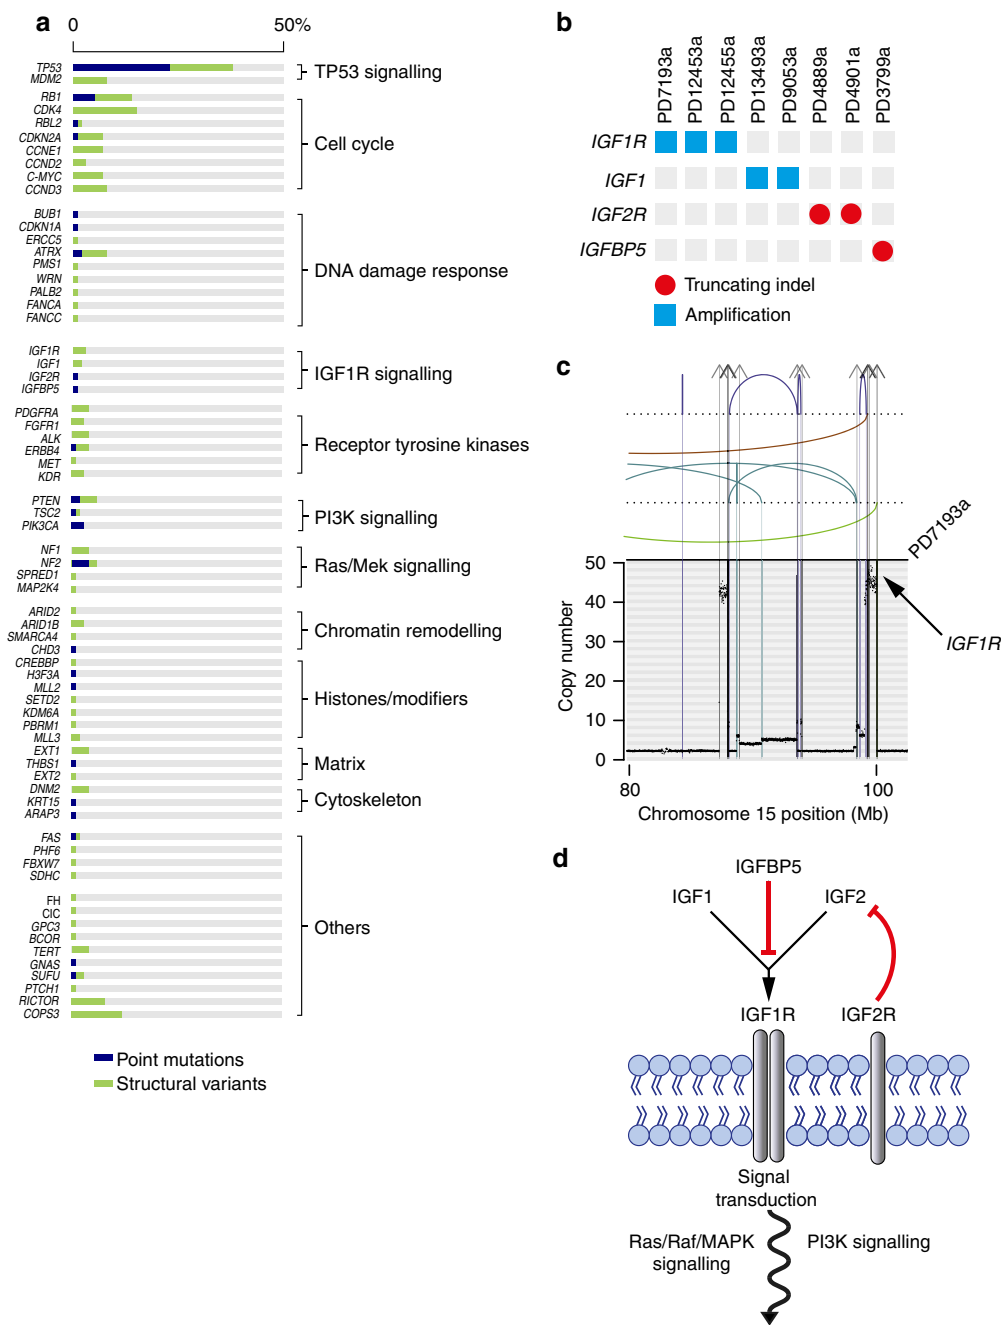 a
0
50%
TP53
MDM2
TP53 signalling
RB1
CDK4
RBL2
CDKN2A
CCNE1
CCND2
C-MYC
CCND3
Cell cycle
BUB1
CDKN1A
ERCC5
ATRX
PMS1
WRN
PALB2
FANCA
FANCC
DNA damage response
IGF1R
IGF1
IGF2R
IGFBP5
IGF1R signalling
PDGFRA
FGFR1
ALK
ERBB4
MET
KDR
Receptor tyrosine kinases
PTEN
TSC2
PIK3CA
PI3K signalling
NF1
NF2
SPRED1
MAP2K4
Ras/Mek signalling
ARID2
ARID1B
SMARCA4
CHD3
Chromatin remodelling
CREBBP
H3F3A
MLL2
SETD2
KDM6A
PBRM1
MLL3
Histones/modifiers
EXT1
THBS1
EXT2
Matrix
DNM2
KRT15
ARAP3
Cytoskeleton
FAS
PHF6
FBXW7
SDHC
FH
CIC
GPC3
BCOR
TERT
GNAS
SUFU
PTCH1
RICTOR
COPS3
Others
Point mutations
Structural variants
b
PD7193a
PD12453a
PD12455a
PD13493a
PD9053a
PD4889a
PD4901a
PD3799a
IGF1R
IGF1
IGF2R
IGFBP5
Truncating indel
Amplification
c
PD7193a
50
40
30
20
10
0
Copy number
IGF1R
80
100
Chromosome 15 position (Mb)
d
IGFBP5
IGF1
IGF2
IGF1R
IGF2R
Signal
transduction
Ras/Raf/MAPK
signalling
PI3K signalling